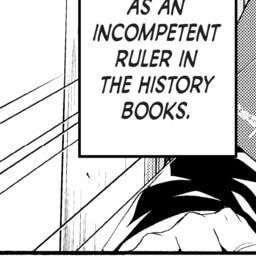 AS AN
INCOMPETENT
RULER IN
THE HISTORY
BOOKS.